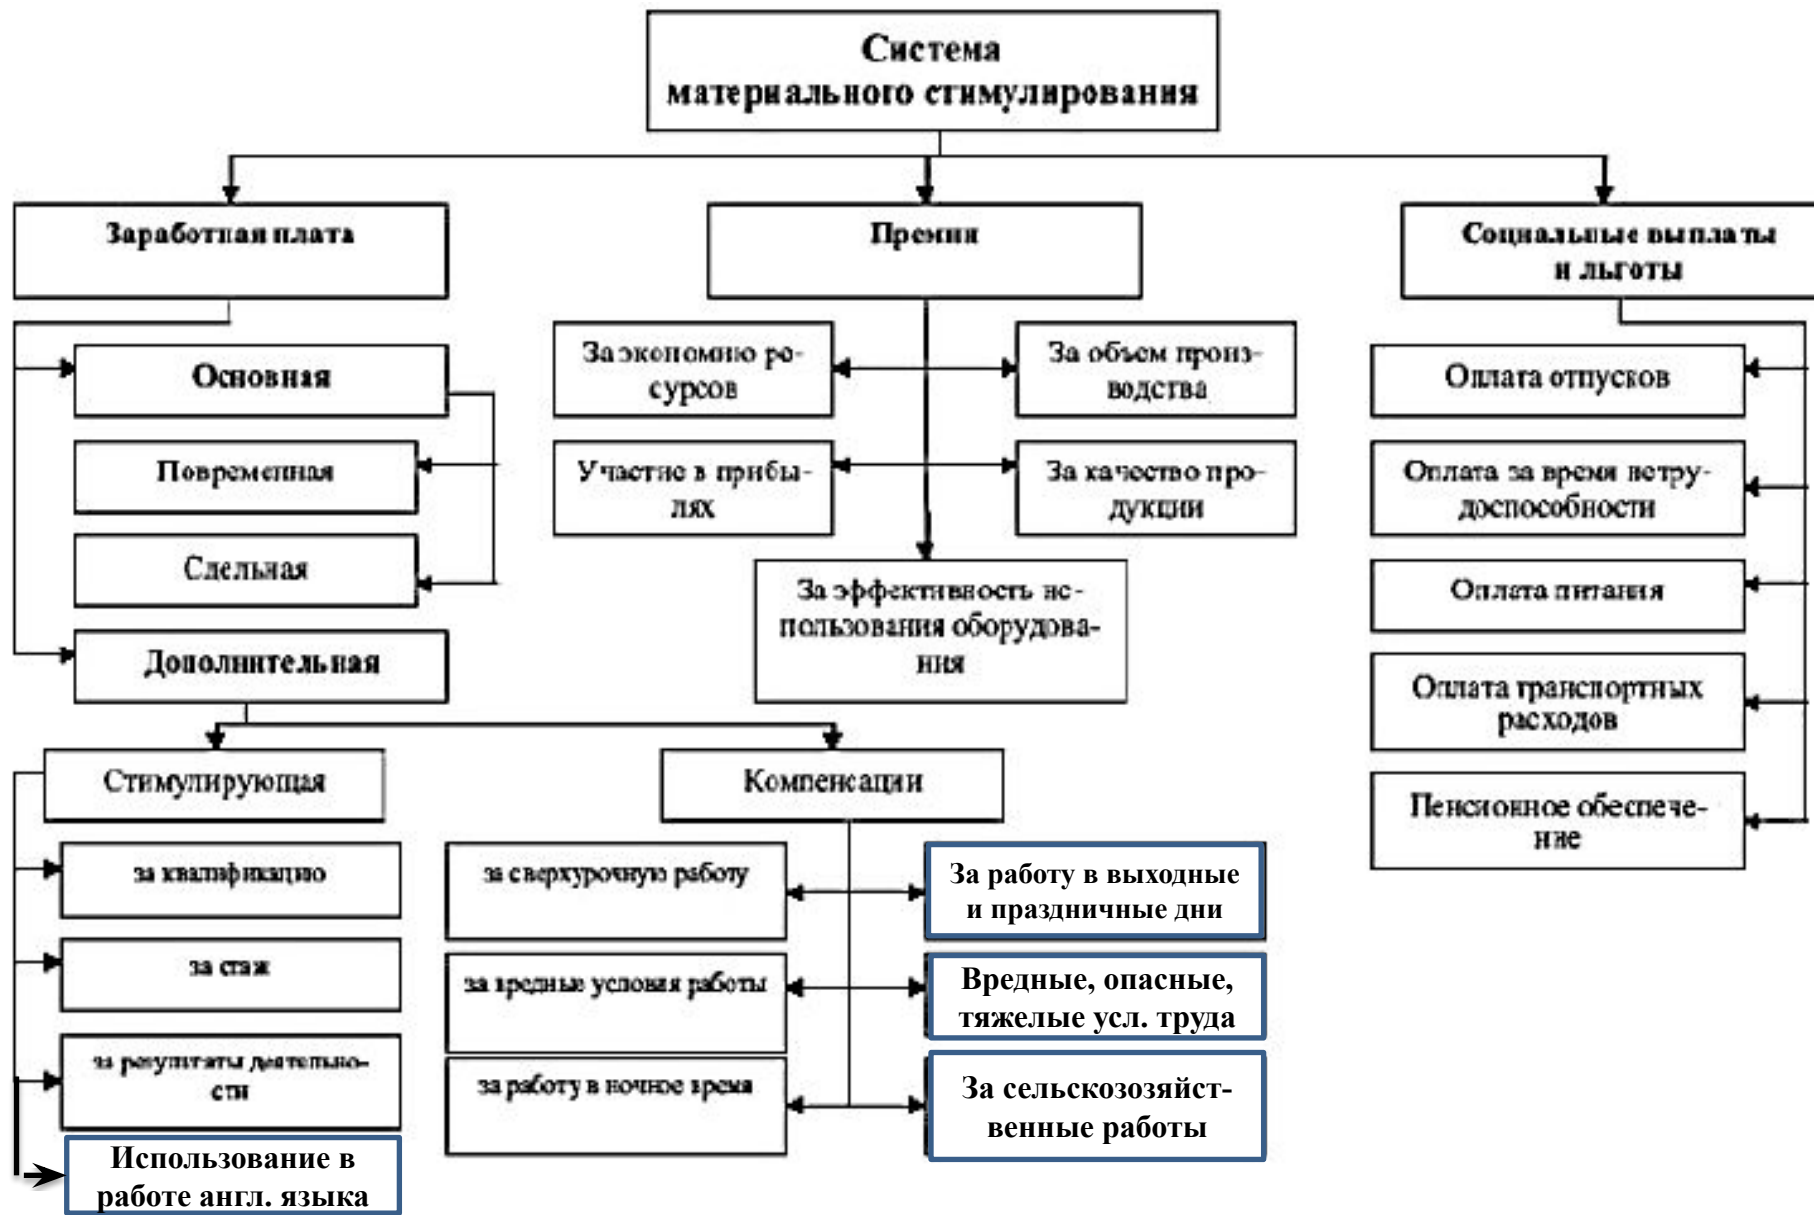 Система
материального стимулирования
Заработная плата
Основная
Повременная
Сдельная
Дополнительная
Стимулирующая
за квалификацию
за стаж
за результаты деятельно-
сти
Использование в
работе англ. языка
Компенсации
за сверхурочную работу
за вредные условия работы
за работу в ночное время
За работу в выходные
и праздничные дни
Вредные, опасные,
тяжелые усл. труда
За сельскозозяйст-
венные работы
Премии
За экономию ре-
сурсов
За объем произ-
водства
Участие в прибы-
лях
За качество про-
дукции
За эффективность ис-
пользования оборудова-
ния
Социальные выплаты
и льготы
Оплата отпусков
Оплата за время нетру-
доспособности
Оплата питания
Оплата транспортных
расходов
Пенсионное обеспече-
ние